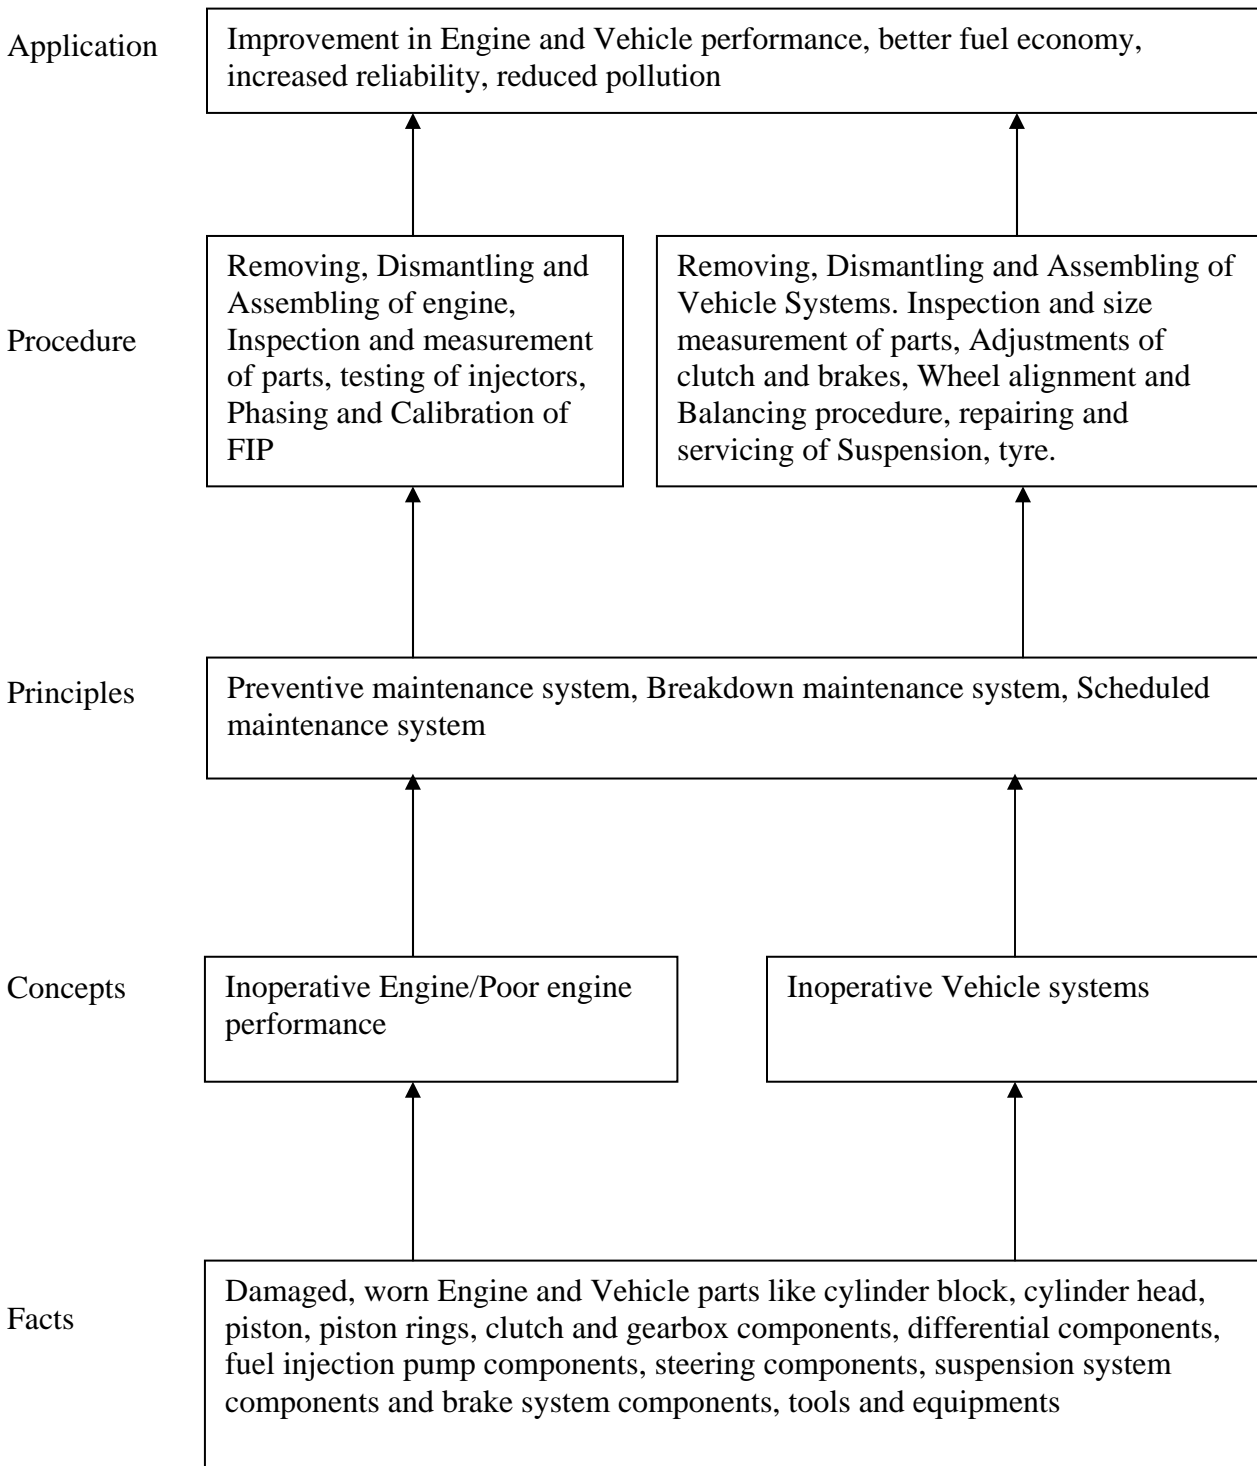 Application
Improvement in Engine and Vehicle performance, better fuel economy,
increased reliability, reduced pollution
Procedure
Removing, Dismantling and
Assembling of engine,
Inspection and measurement
of parts, testing of injectors,
Phasing and Calibration of
FIP
Removing, Dismantling and Assembling of
Vehicle Systems. Inspection and size
measurement of parts, Adjustments of
clutch and brakes, Wheel alignment and
Balancing procedure, repairing and
servicing of Suspension, tyre.
Principles
Preventive maintenance system, Breakdown maintenance system, Scheduled
maintenance system
Concepts
Inoperative Engine/Poor engine
performance
Inoperative Vehicle systems
Facts
Damaged, worn Engine and Vehicle parts like cylinder block, cylinder head,
piston, piston rings, clutch and gearbox components, differential components,
fuel injection pump components, steering components, suspension system
components and brake system components, tools and equipments